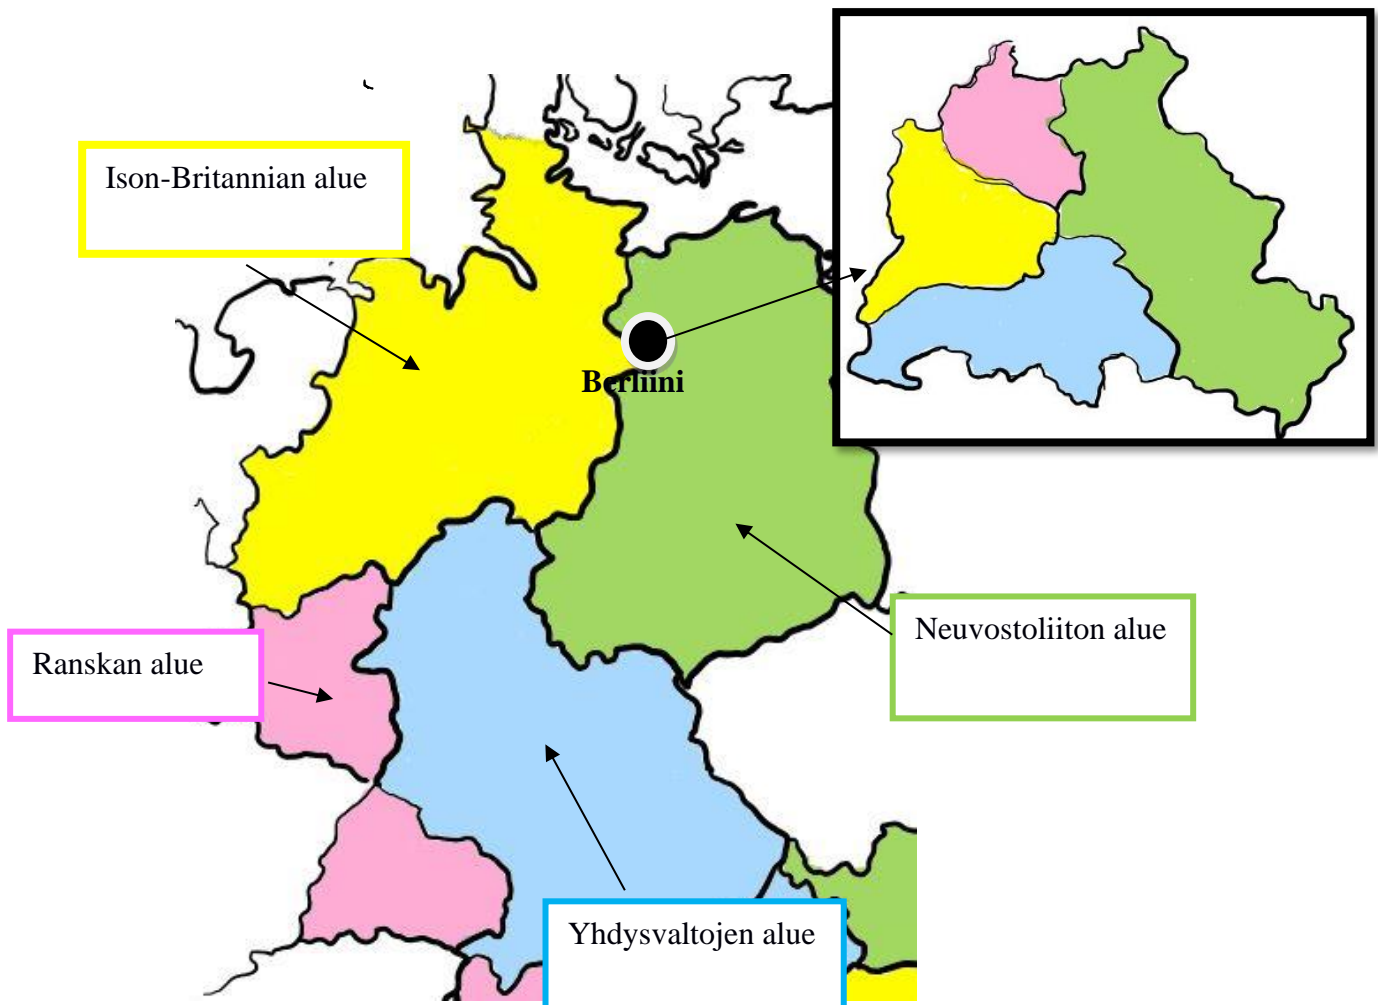 Ison-Britannian alue
Berliini
Neuvostoliiton alue
Ranskan alue
Yhdysvaltojen alue